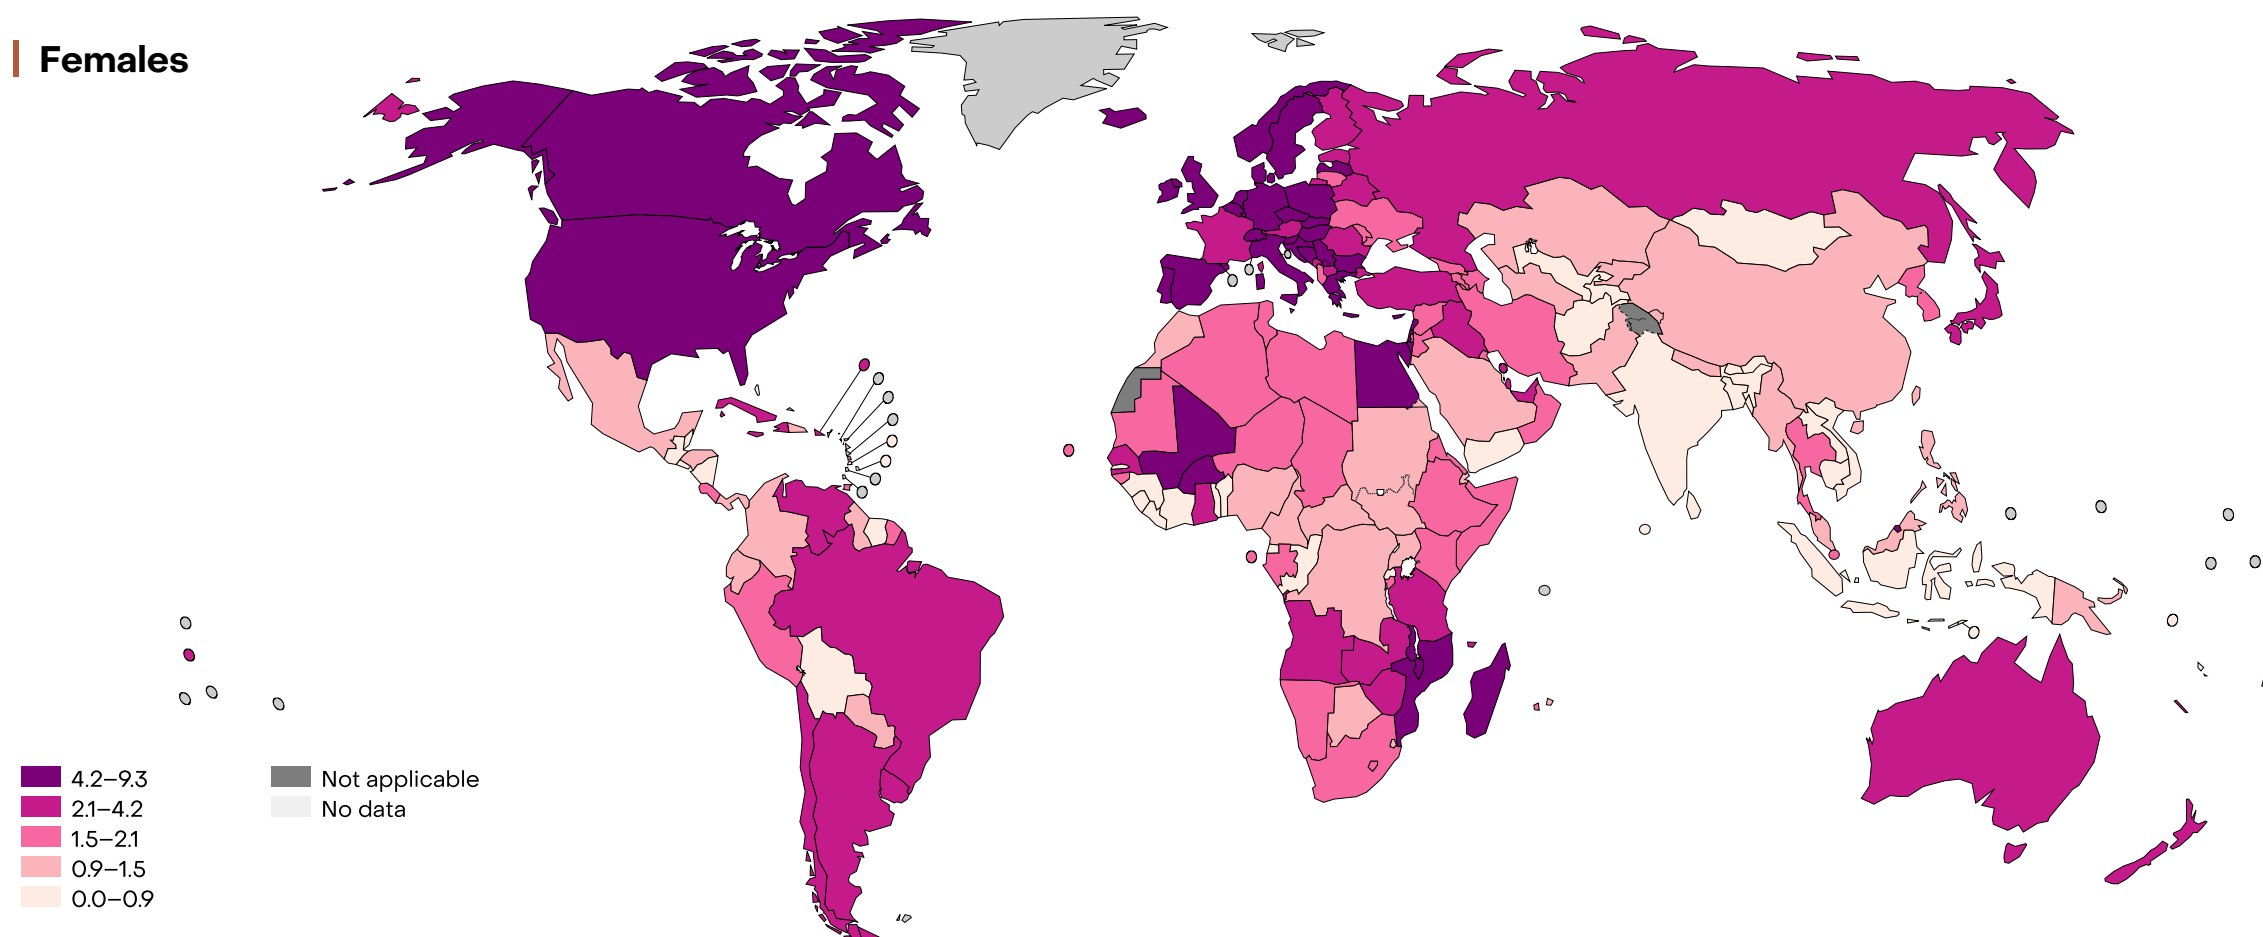 Females
4.2–9.3
2.1–4.2
1.5–2.1
0.9–1.5
0.0–0.9
Not applicable
No data